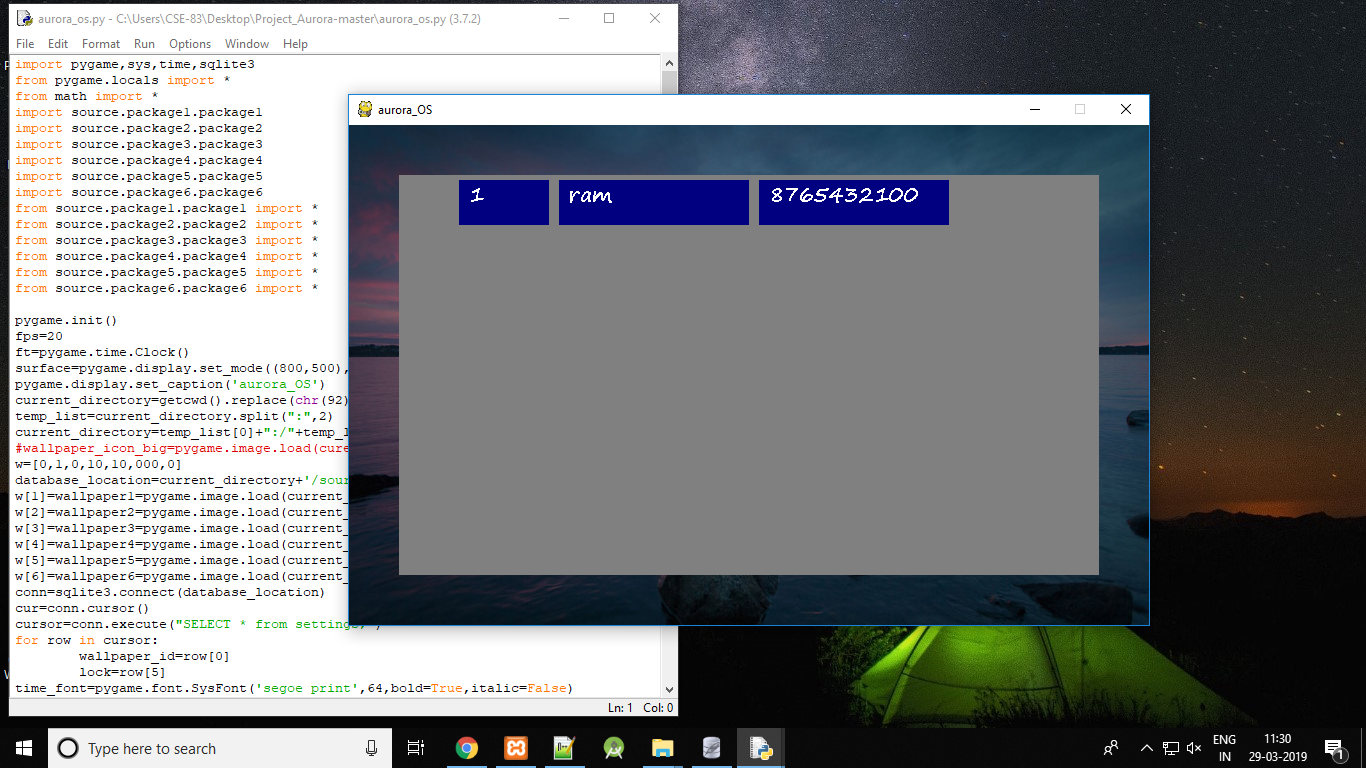 aurora_os.py - C:\Users\CSE-83\Desktop\Project_Aurora-master\aurora_os.py (3.7.2)
File Edit Format Run Options Window Help
import pygame,sys,time,sqlite3
from pygame.locals import *
from math import *
import source.package1.package1
import source.package2.package2
import source.package3.package3
import source.package4.package4
import source.package5.package5
import source.package6.package6
from source.package1.package1 import *
from source.package2.package2 import *
from source.package3.package3 import *
from source.package4.package4 import *
from source.package5.package5 import *
from source.package6.package6 import *
pygame.init()
fps=20
ft=pygame.time.Clock()
surface=pygame.display.set_mode((800,500),
pygame.display.set_caption('aurora_OS')
current_directory=getcwd().replace(chr(92)
temp_list=current_directory.split(":",2)
current_directory=temp_list[0]+":/"+temp_l
#wallpaper_icon_big=pygame.image.load(cure
w=[0,1,0,10,10,000,0]
database_location=current_directory+'/sour
w[1]=wallpaper1=pygame.image.load(current_
w[2]=wallpaper2=pygame.image.load(current_
w[3]=wallpaper3=pygame.image.load(current_
w[4]=wallpaper4=pygame.image.load(current_
w[5]=wallpaper5=pygame.image.load(current_
w[6]=wallpaper6=pygame.image.load(current_
conn=sqlite3.connect(database_location)
cur=conn.cursor()
cursor=conn.execute("SELECT * from settings;")
for row in cursor:
        wallpaper_id=row[0]
        lock=row[5]
time_font=pygame.font.SysFont('segoe print',64,bold=True,italic=False)
Ln: 1 Col: 0
aurora_OS
1 ram 8765432100
Type here to search
ENG
IN
11:30
29-03-2019
1